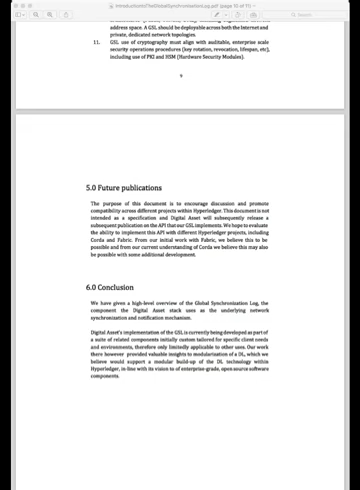 IntroductiontoTheGlobalSynchronisationLog.pdf (page 10 of 11)
Search
address space. A GSL should be deployable across both the Internet and
private, dedicated network topologies.
11. GSL use of cryptography must align with auditable, enterprise scale
security operations procedures (key rotation, revocation, lifespan, etc),
including use of PKI and HSM (Hardware Security Modules).
9
5.0 Future publications
The purpose of this document is to encourage discussion and promote
compatibility across different projects within Hyperledger. This document is not
intended as a specification and Digital Asset will subsequently release a
subsequent publication on the API that our GSL implements. We hope to evaluate
the ability to implement this API with different Hyperledger projects, including
Corda and Fabric. From our initial work with Fabric, we believe this to be
possible and from our current understanding of Corda we believe this may also
be possible with some additional development.
6.0 Conclusion
We have given a high-level overview of the Global Synchronization Log, the
component the Digital Asset stack uses as the underlying network
synchronization and notification mechanism.
Digital Asset's implementation of the GSL is currently being developed as part of
a suite of related components initially custom tailored for specific client needs
and environments, therefore only limitedly applicable to other uses. Our work
there however provided valuable insights to modularization of a DL, which we
believe would support a modular build-up of the DL technology within
Hyperledger, in-line with its vision to of enterprise-grade, open source software
components.